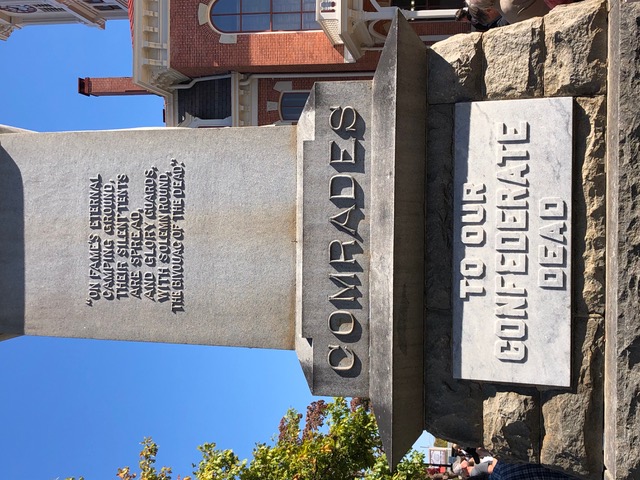 "ON FAME'S ETERNAL
CAMPING GROUND,
THEIR SILENT TENTS
ARE SPREAD,
AND GLORY GUARDS,
WITH SOLEMN ROUND,
THE BIVOUAC OF THE DEAD,"
COMRADES
TO OUR
CONFEDERATE
DEAD